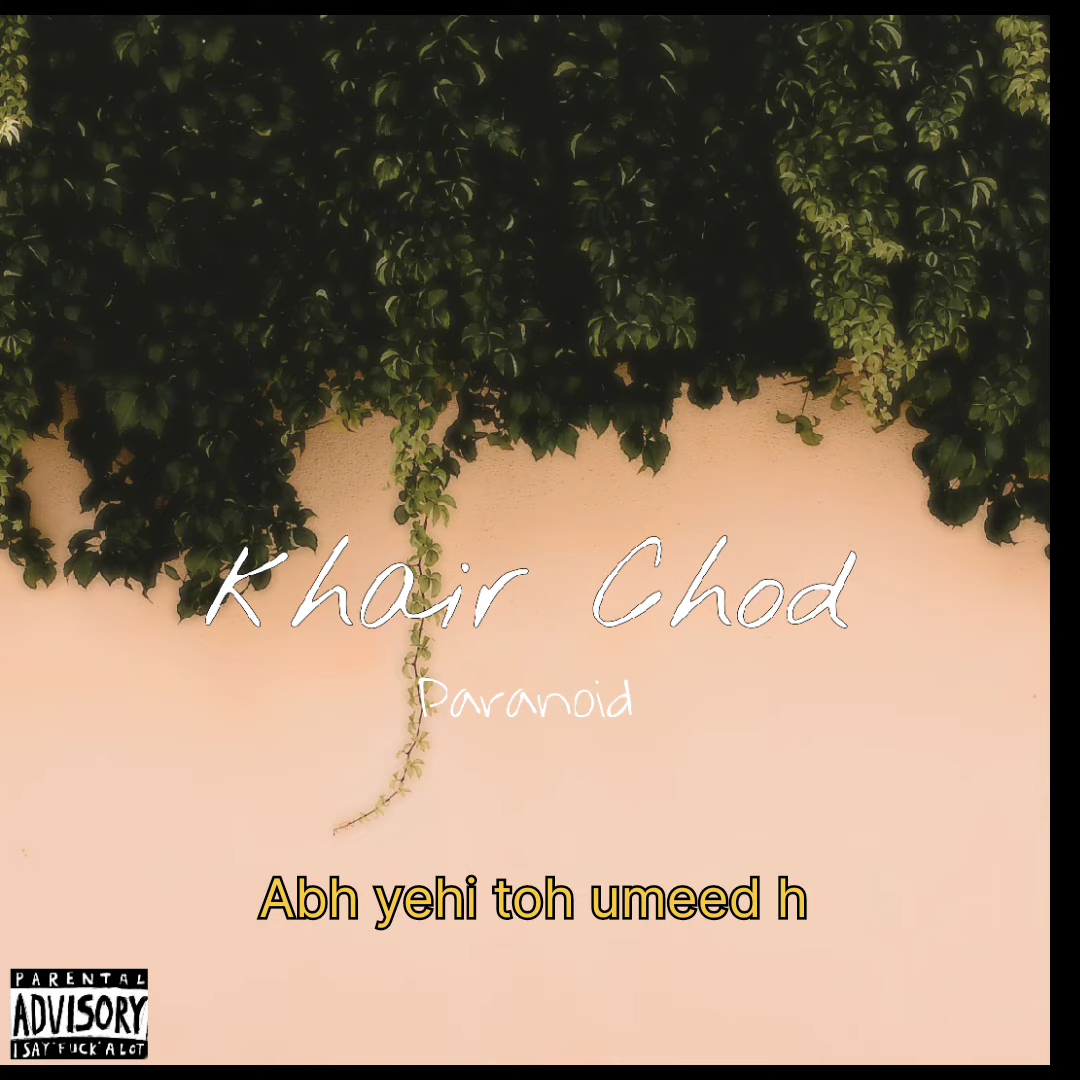 Khair Chod
Paranoid
Abh yehi toh umeed h
PARENTAL
ADVISORY
I SAY "FUCK" A LOT